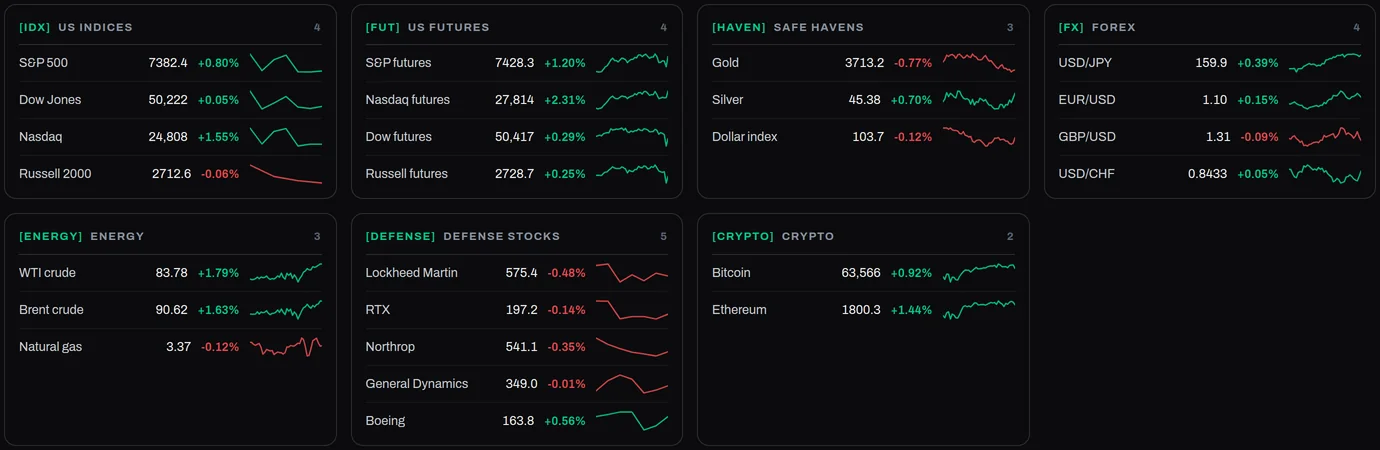 [IDX] US INDICES 4
S&P 500 7382.4 +0.80%
Dow Jones 50,222 +0.05%
Nasdaq 24,808 +1.55%
Russell 2000 2712.6 -0.06%
[FUT] US FUTURES 4
S&P futures 7428.3 +1.20%
Nasdaq futures 27,814 +2.31%
Dow futures 50,417 +0.29%
Russell futures 2728.7 +0.25%
[HAVEN] SAFE HAVENS 3
Gold 3713.2 -0.77%
Silver 45.38 +0.70%
Dollar index 103.7 -0.12%
[FX] FOREX 4
USD/JPY 159.9 +0.39%
EUR/USD 1.10 +0.15%
GBP/USD 1.31 -0.09%
USD/CHF 0.8433 +0.05%
[ENERGY] ENERGY 3
WTI crude 83.78 +1.79%
Brent crude 90.62 +1.63%
Natural gas 3.37 -0.12%
[DEFENSE] DEFENSE STOCKS 5
Lockheed Martin 575.4 -0.48%
RTX 197.2 -0.14%
Northrop 541.1 -0.35%
General Dynamics 349.0 -0.01%
Boeing 163.8 +0.56%
[CRYPTO] CRYPTO 2
Bitcoin 63,566 +0.92%
Ethereum 1800.3 +1.44%